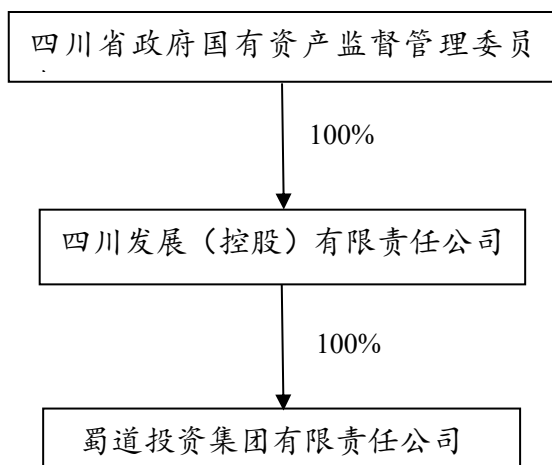 四川省政府国有资产监督管理委员
100%
四川发展（控股）有限责任公司
100%
蜀道投资集团有限责任公司